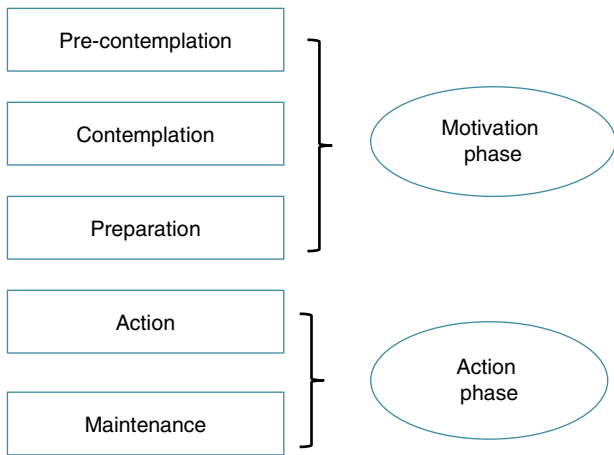 Pre-contemplation
Contemplation
Preparation
Motivation
phase
Action
Maintenance
Action
phase